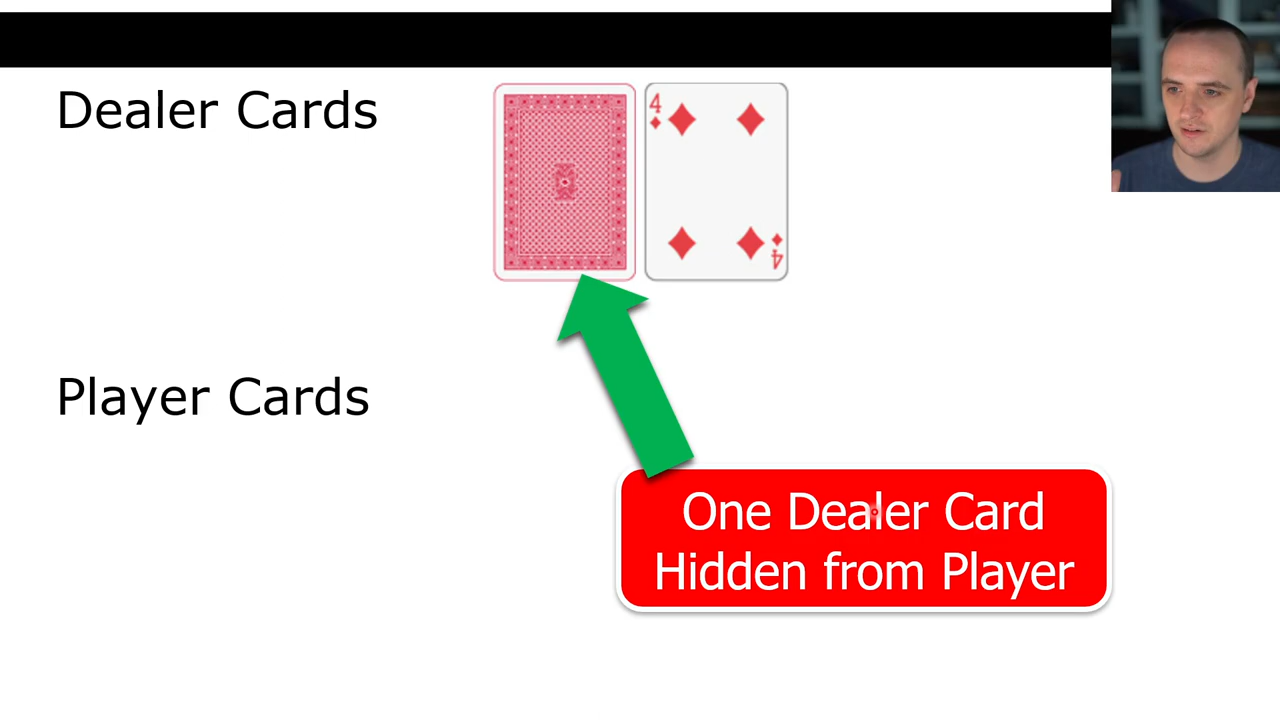 Dealer Cards
4
4
Player Cards
One Dealer Card
Hidden from Player